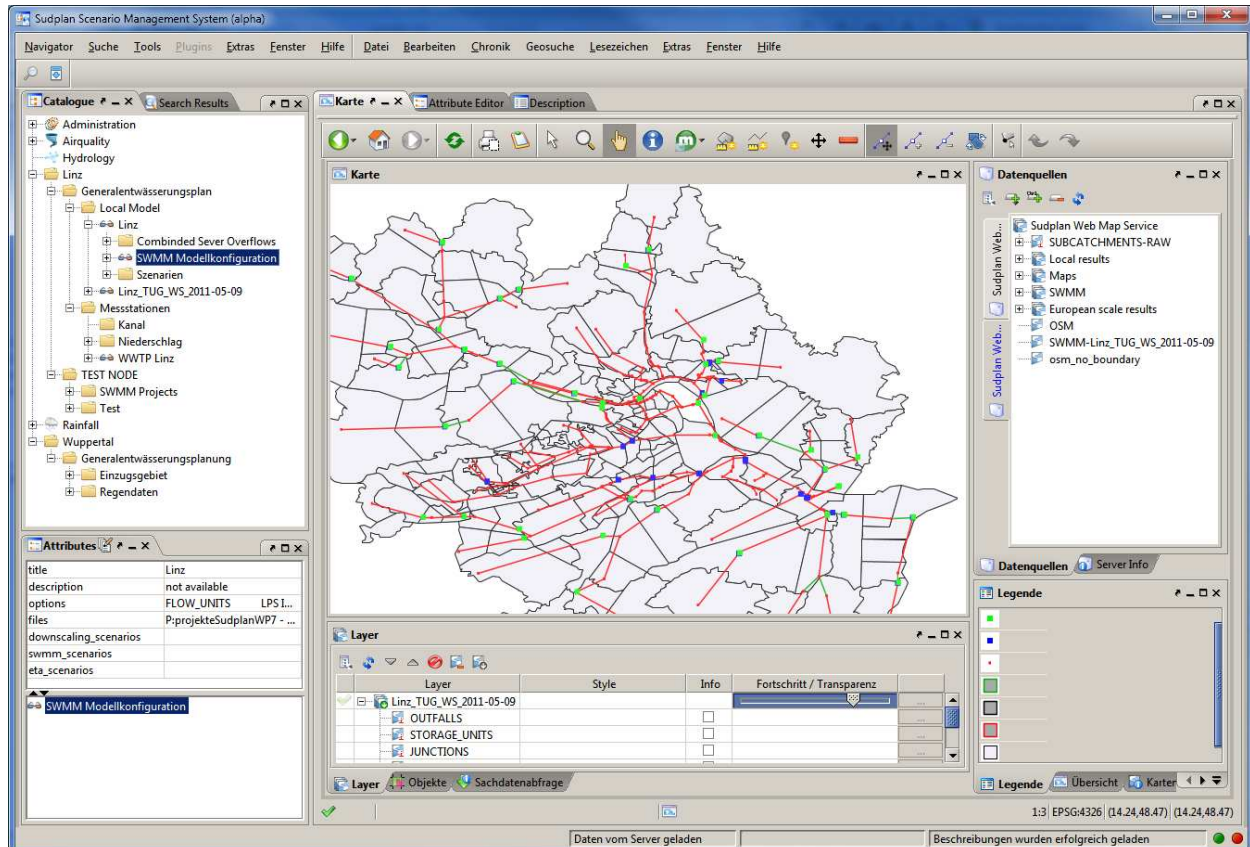 Sudplan Scenario Management System (alpha)
Navigator Suche Tools Plugins Extras Fenster Hilfe Datei Bearbeiten Chronik Geosuche Lesezeichen Extras Fenster Hilfe
Catalogue
Search Results
Administration
Airquality
Hydrology
Linz
Generalentwässerungsplan
Local Model
Linz
Combinded Sever Overflows
SWMM Modellkonfiguration
Szenarien
Linz_TUG_WS_2011-05-09
Messstationen
Kanal
Niederschlag
WWTP Linz
TEST NODE
SWMM Projects
Test
Rainfall
Wuppertal
Generalentwässerungsplanung
Einzugsgebiet
Regendaten
Attributes
title Linz
description not available
options FLOW_UNITS LPS I...
files P:projekteSudplanWP7 - ...
downscaling_scenarios
swmm_scenarios
eta_scenarios
SWMM Modellkonfiguration
Karte Attribute Editor Description
Karte
Layer
Layer Style Info Fortschritt / Transparenz
Linz_TUG_WS_2011-05-09
OUTFALLS
STORAGE_UNITS
JUNCTIONS
Layer Objekte Sachdatenabfrage
Datenquellen
Sudplan Web...
Sudplan Web...
Sudplan Web Map Service
SUBCATCHMENTS-RAW
Local results
Maps
SWMM
European scale results
OSM
SWMM-Linz_TUG_WS_2011-05-09
osm_no_boundary
Datenquellen Server Info
Legende
Legende Übersicht Karten
1:3 EPSG:4326 (14.24,48.47) (14.24,48.47)
Daten vom Server geladen
Beschreibungen wurden erfolgreich geladen